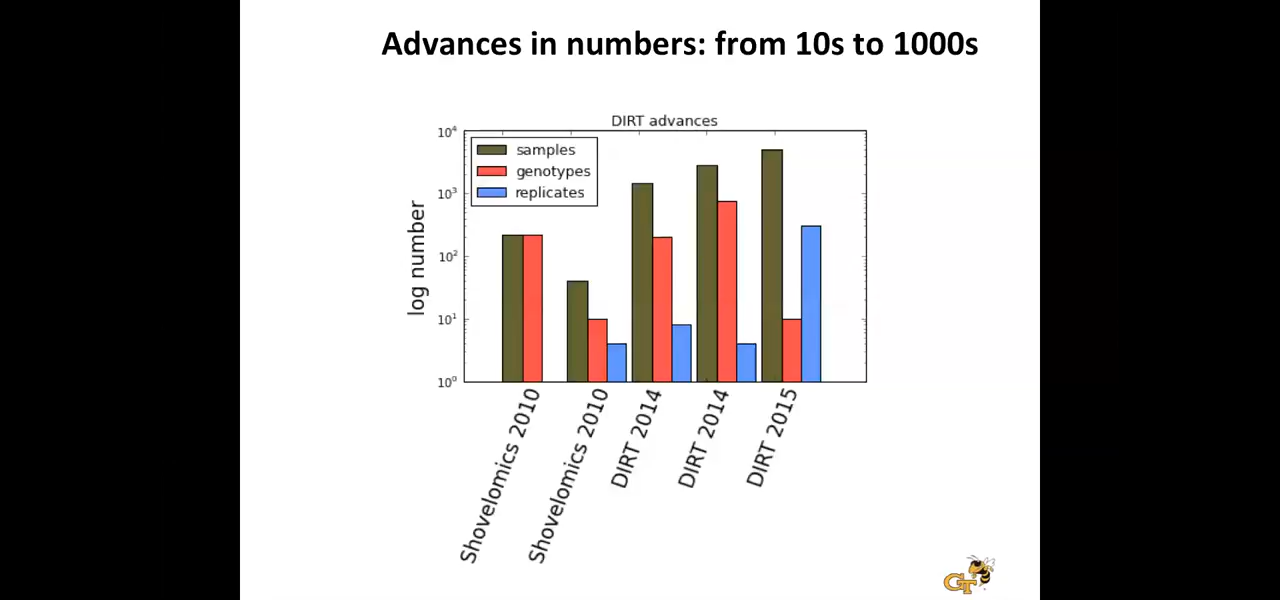 Advances in numbers: from 10s to 1000s
DIRT advances
samples
genotypes
replicates
log number
10⁴
10³
10²
10¹
10⁰
Shovelomics 2010
Shovelomics 2010
DIRT 2014
DIRT 2014
DIRT 2015
GT